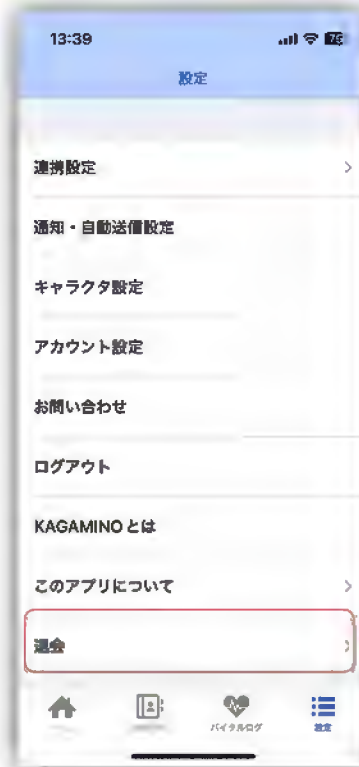 13:39
設定
連携設定
通知・自動送信設定
キャラクタ設定
アカウント設定
お問い合わせ
ログアウト
KAGAMINOとは
このアプリについて
退会
バイタルログ
設定